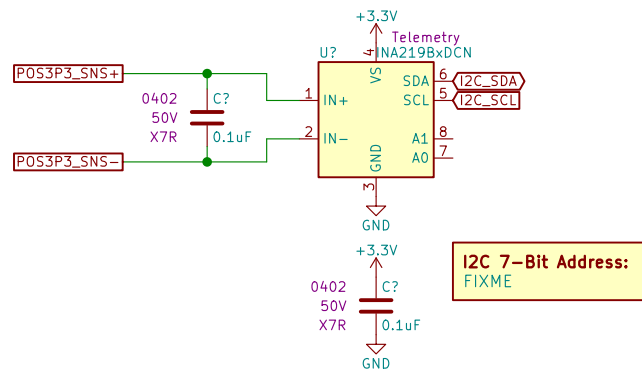 +3.3V
Telemetry
U?
INA219BxDCN
4
VS
POS3P3_SNS+
SDA
6
I2C_SDA
0402
C?
1
IN+
SCL
5
I2C_SCL
50V
X7R
0.1uF
2
IN-
A1
8
A0
7
POS3P3_SNS-
GND
3
GND
+3.3V
I2C 7-Bit Address:
FIXME
0402
C?
50V
X7R
0.1uF
GND